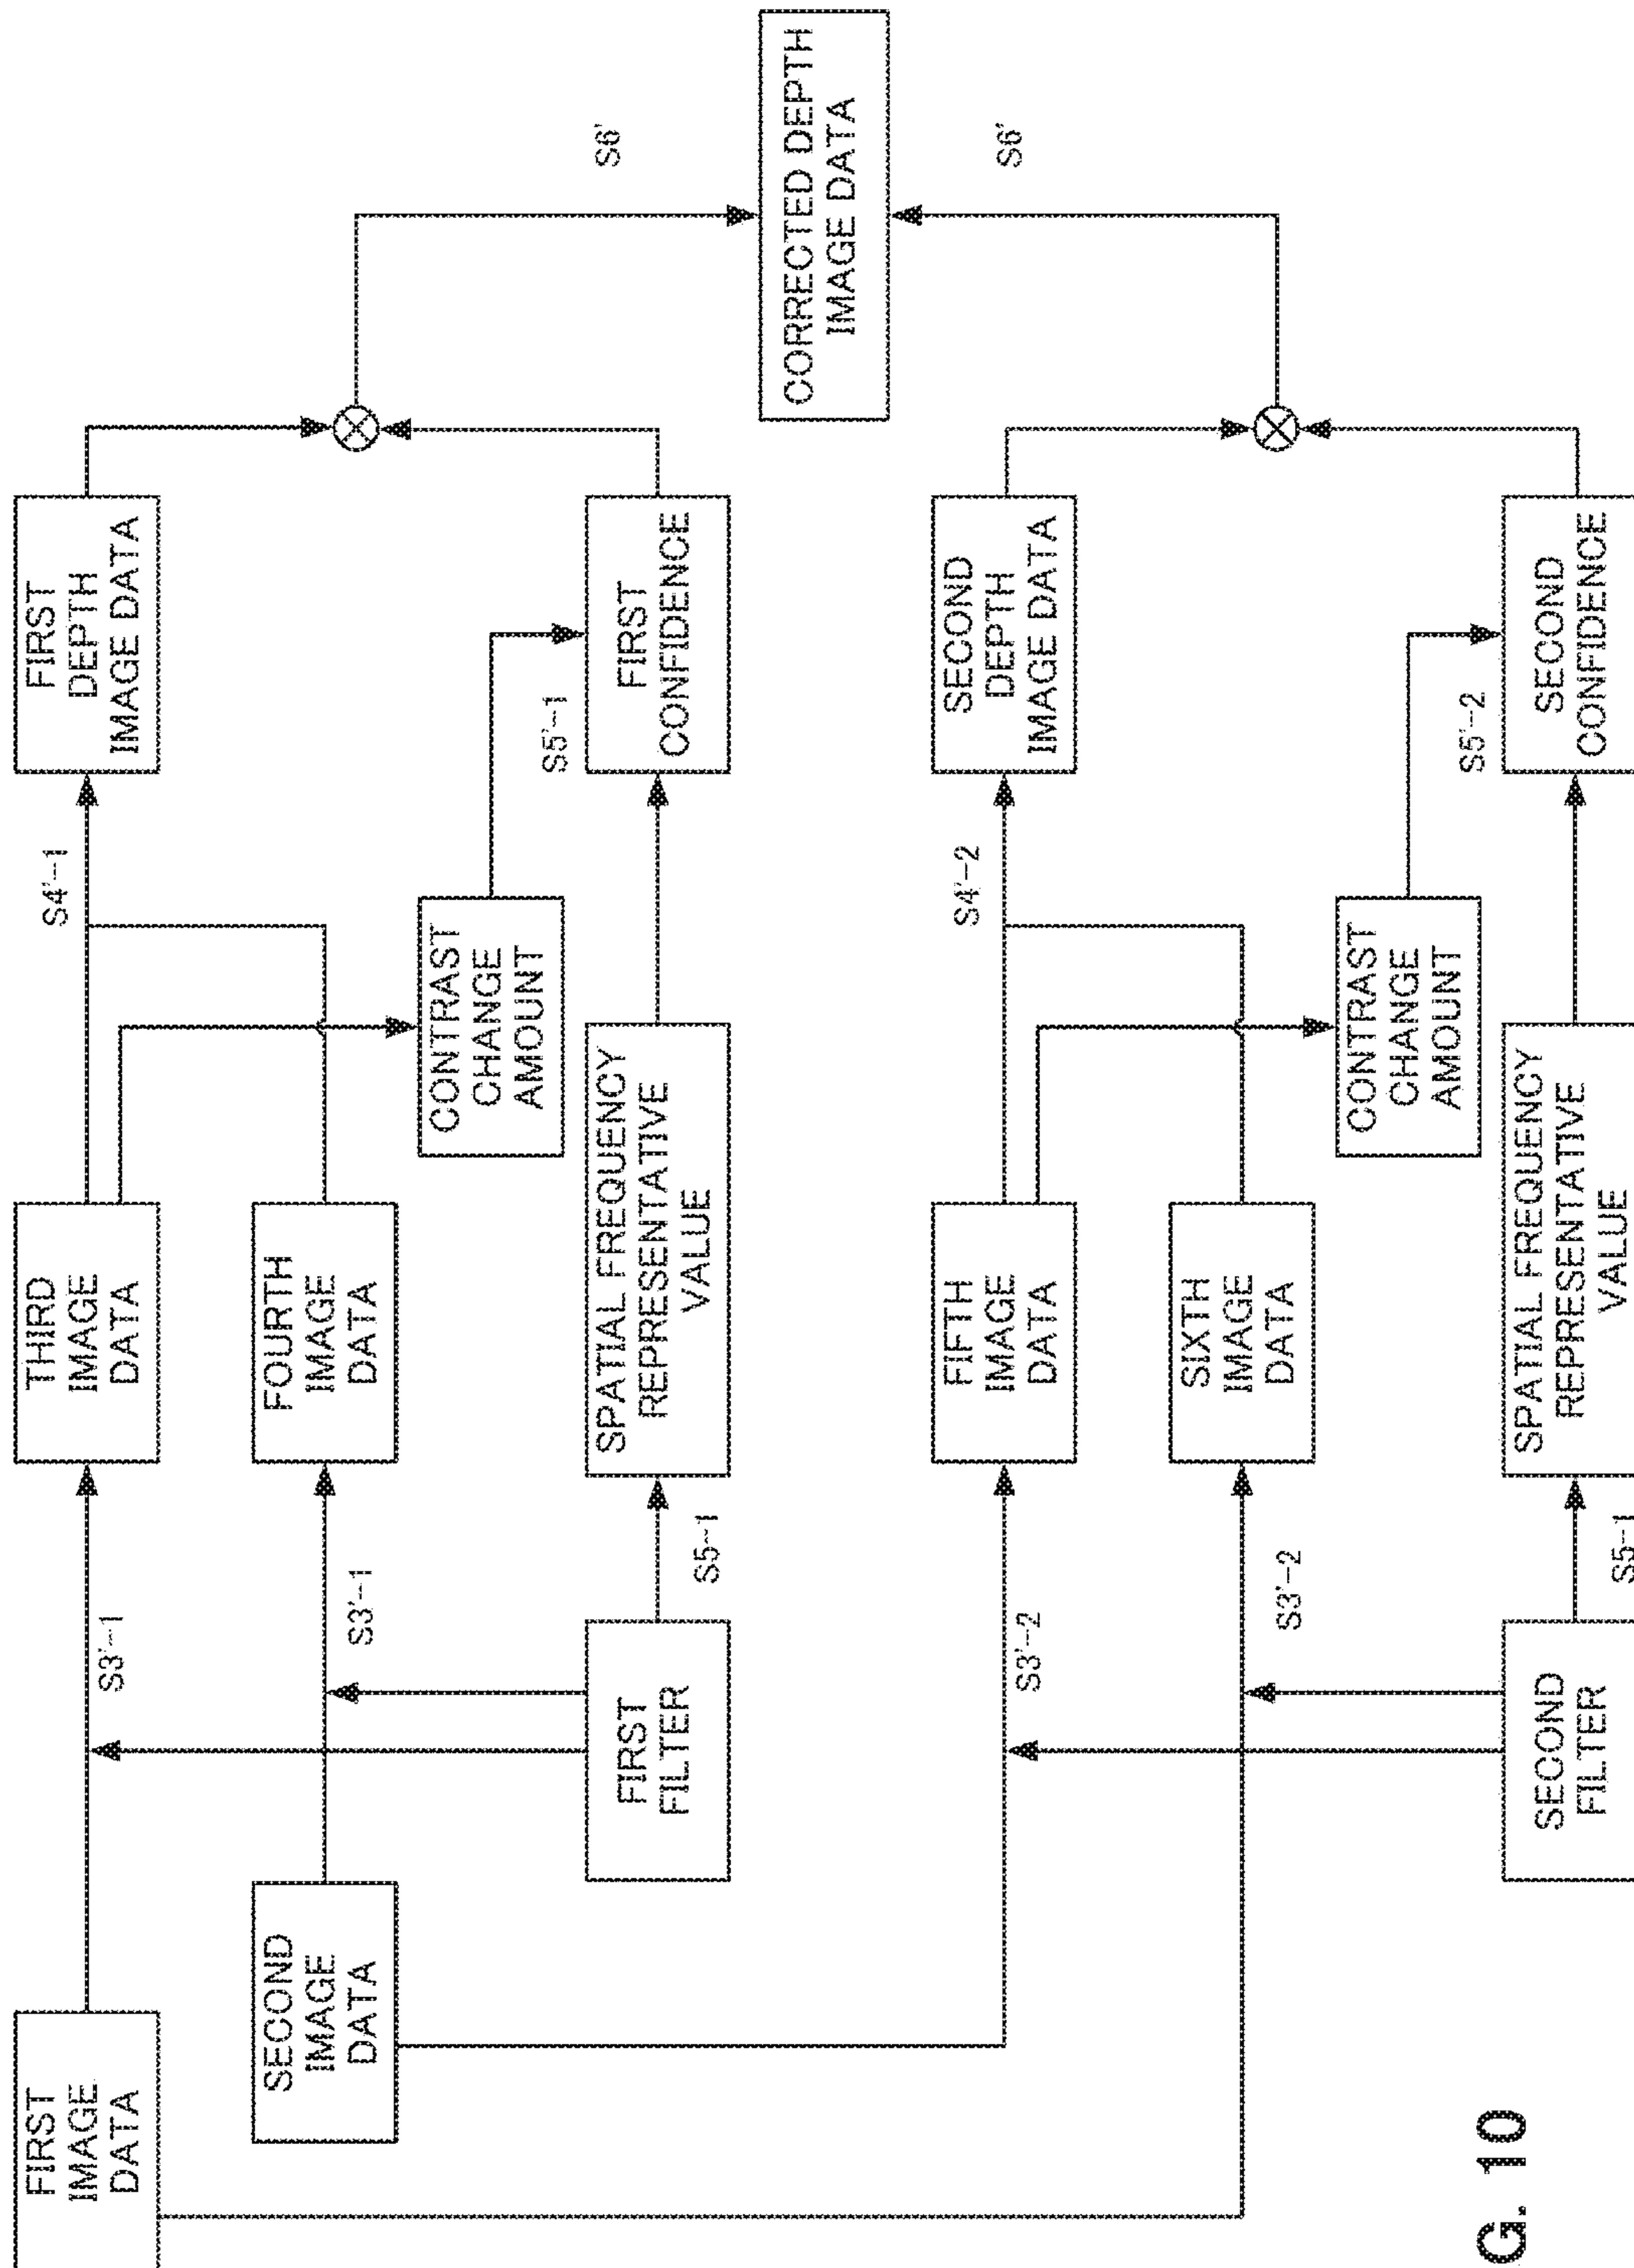 FIRST
IMAGE
DATA
SECOND
IMAGE
DATA
S3'-1
S3'-1
FIRST
FILTER
S5-1
THIRD
IMAGE
DATA
FOURTH
IMAGE
DATA
SPATIAL FREQUENCY
REPRESENTATIVE
VALUE
CONTRAST
CHANGE
AMOUNT
S4'-1
S5'-1
FIRST
DEPTH
IMAGE DATA
FIRST
CONFIDENCE
S3'-2
S3'-2
SECOND
FILTER
S5-1
FIFTH
IMAGE
DATA
SIXTH
IMAGE
DATA
SPATIAL FREQUENCY
REPRESENTATIVE
VALUE
CONTRAST
CHANGE
AMOUNT
S4'-2
S5'-2
SECOND
DEPTH
IMAGE DATA
SECOND
CONFIDENCE
S6'
CORRECTED DEPTH
IMAGE DATA
S6'
G. 10